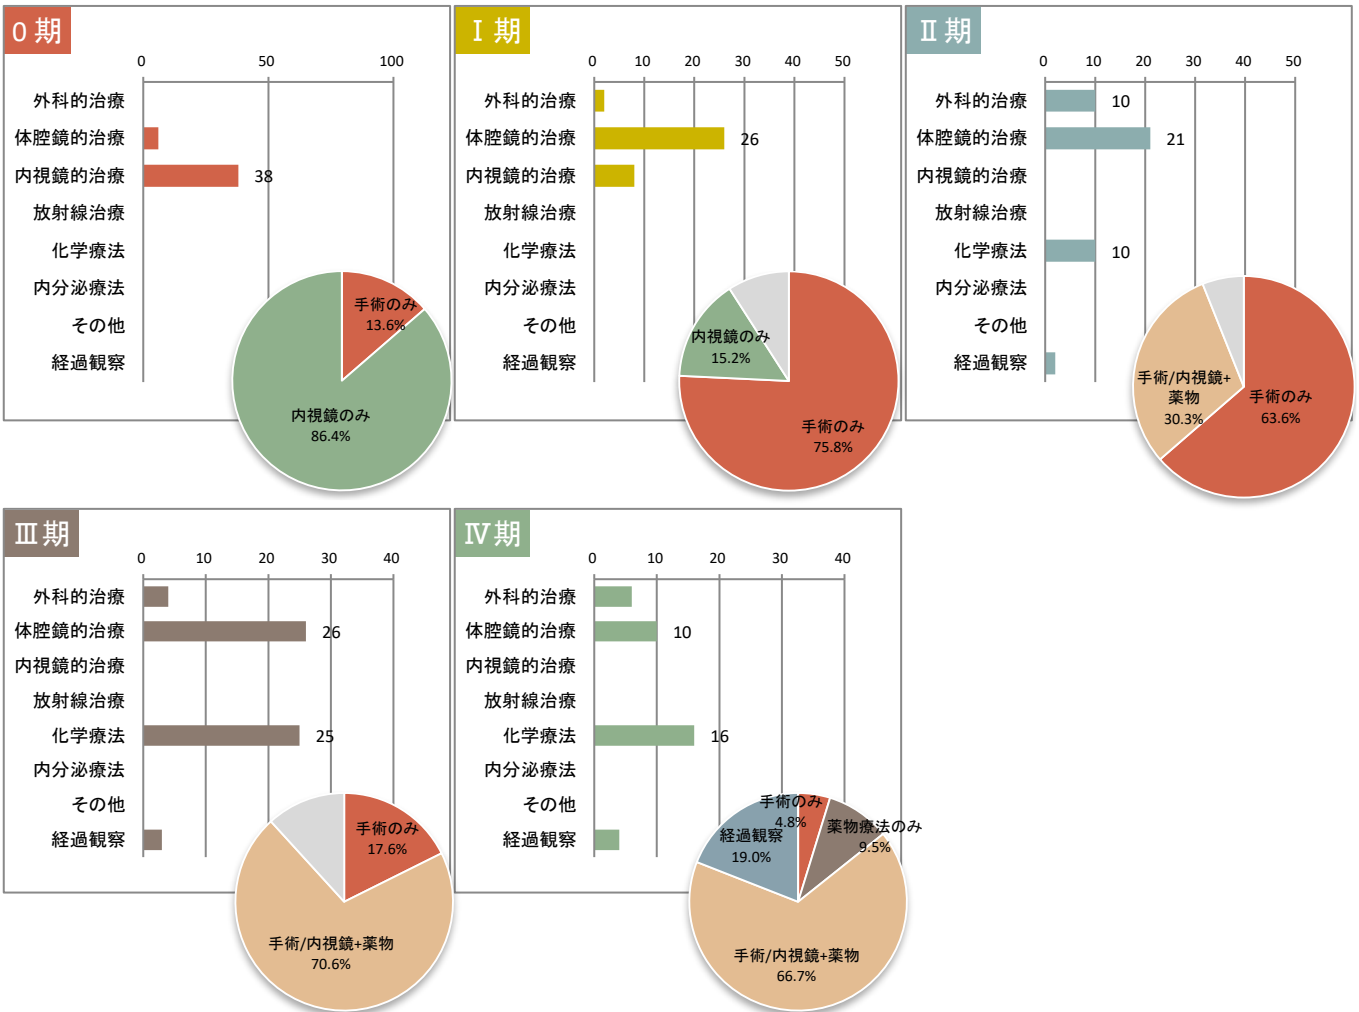 0期
0 50 100
外科的治療
体腔鏡的治療
内視鏡的治療 38
放射線治療
化学療法
内分泌療法
その他
経過観察
手術のみ
13.6%
内視鏡のみ
86.4%
Ⅰ期
0 10 20 30 40 50
外科的治療
体腔鏡的治療 26
内視鏡的治療
放射線治療
化学療法
内分泌療法
その他
経過観察
内視鏡のみ
15.2%
手術のみ
75.8%
Ⅱ期
0 10 20 30 40 50
外科的治療 10
体腔鏡的治療 21
内視鏡的治療
放射線治療
化学療法 10
内分泌療法
その他
経過観察
手術/内視鏡+
薬物
30.3%
手術のみ
63.6%
Ⅲ期
0 10 20 30 40
外科的治療
体腔鏡的治療 26
内視鏡的治療
放射線治療
化学療法 25
内分泌療法
その他
経過観察
手術のみ
17.6%
手術/内視鏡+薬物
70.6%
Ⅳ期
0 10 20 30 40
外科的治療
体腔鏡的治療 10
内視鏡的治療
放射線治療
化学療法 16
内分泌療法
その他
経過観察
手術のみ
4.8%
薬物療法のみ
9.5%
経過観察
19.0%
手術/内視鏡+薬物
66.7%